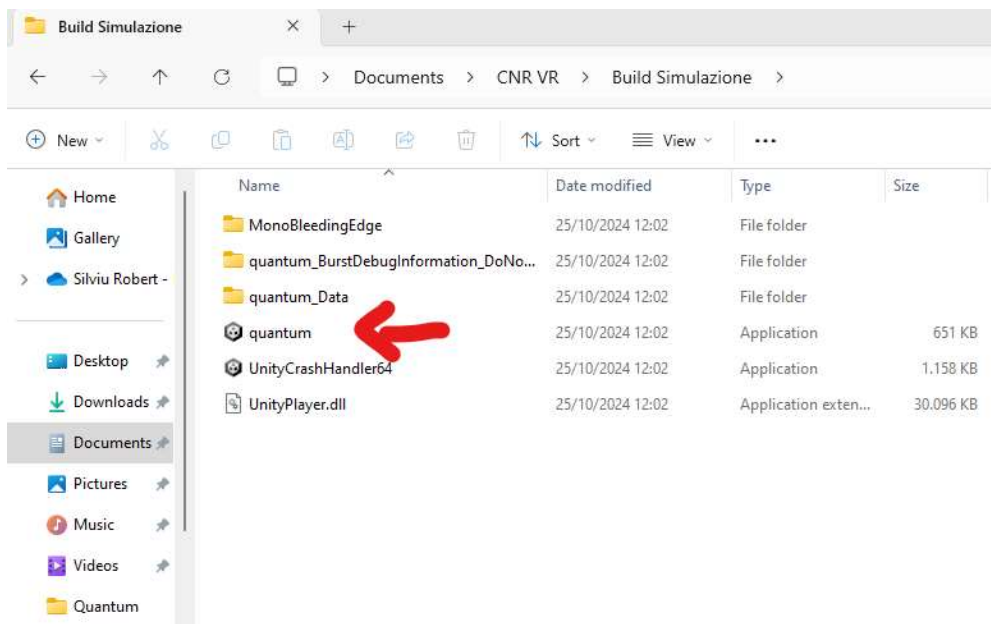 Build Simulazione
Documents > CNR VR > Build Simulazione >
New Sort View
Name Date modified Type Size
Home
Gallery
Silviu Robert -
Desktop
Downloads
Documents
Pictures
Music
Videos
Quantum
MonoBleedingEdge 25/10/2024 12:02 File folder
quantum_BurstDebugInformation_DoNo... 25/10/2024 12:02 File folder
quantum_Data 25/10/2024 12:02 File folder
quantum 25/10/2024 12:02 Application 651 KB
UnityCrashHandler64 25/10/2024 12:02 Application 1.158 KB
UnityPlayer.dll 25/10/2024 12:02 Application exten... 30.096 KB